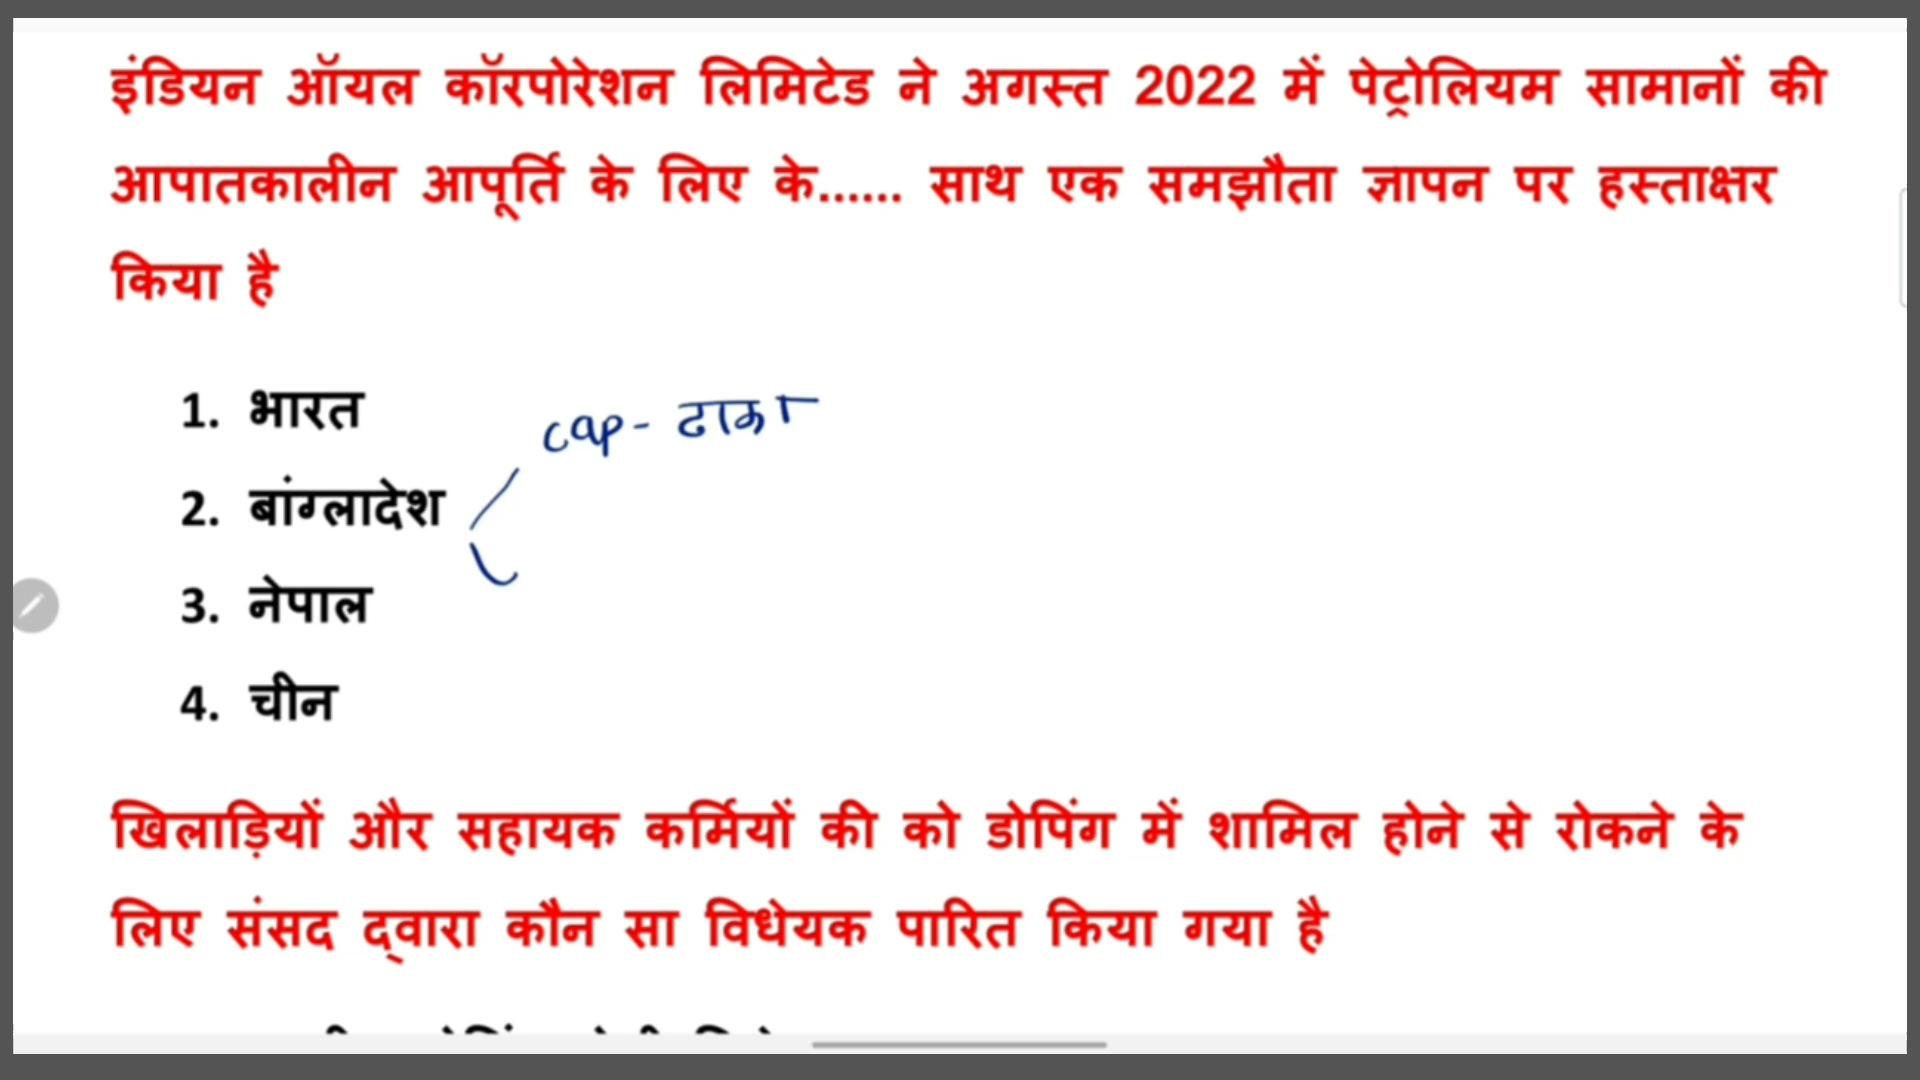 इंडियन ऑयल कॉरपोरेशन लिमिटेड ने अगस्त 2022 में पेट्रोलियम सामानों की
आपातकालीन आपूर्ति के लिए के...... साथ एक समझौता ज्ञापन पर हस्ताक्षर
किया है
1. भारत
cap- ढाका
2. बांग्लादेश
3. नेपाल
4. चीन
खिलाड़ियों और सहायक कर्मियों की को डोपिंग में शामिल होने से रोकने के
लिए संसद द्वारा कौन सा विधेयक पारित किया गया है